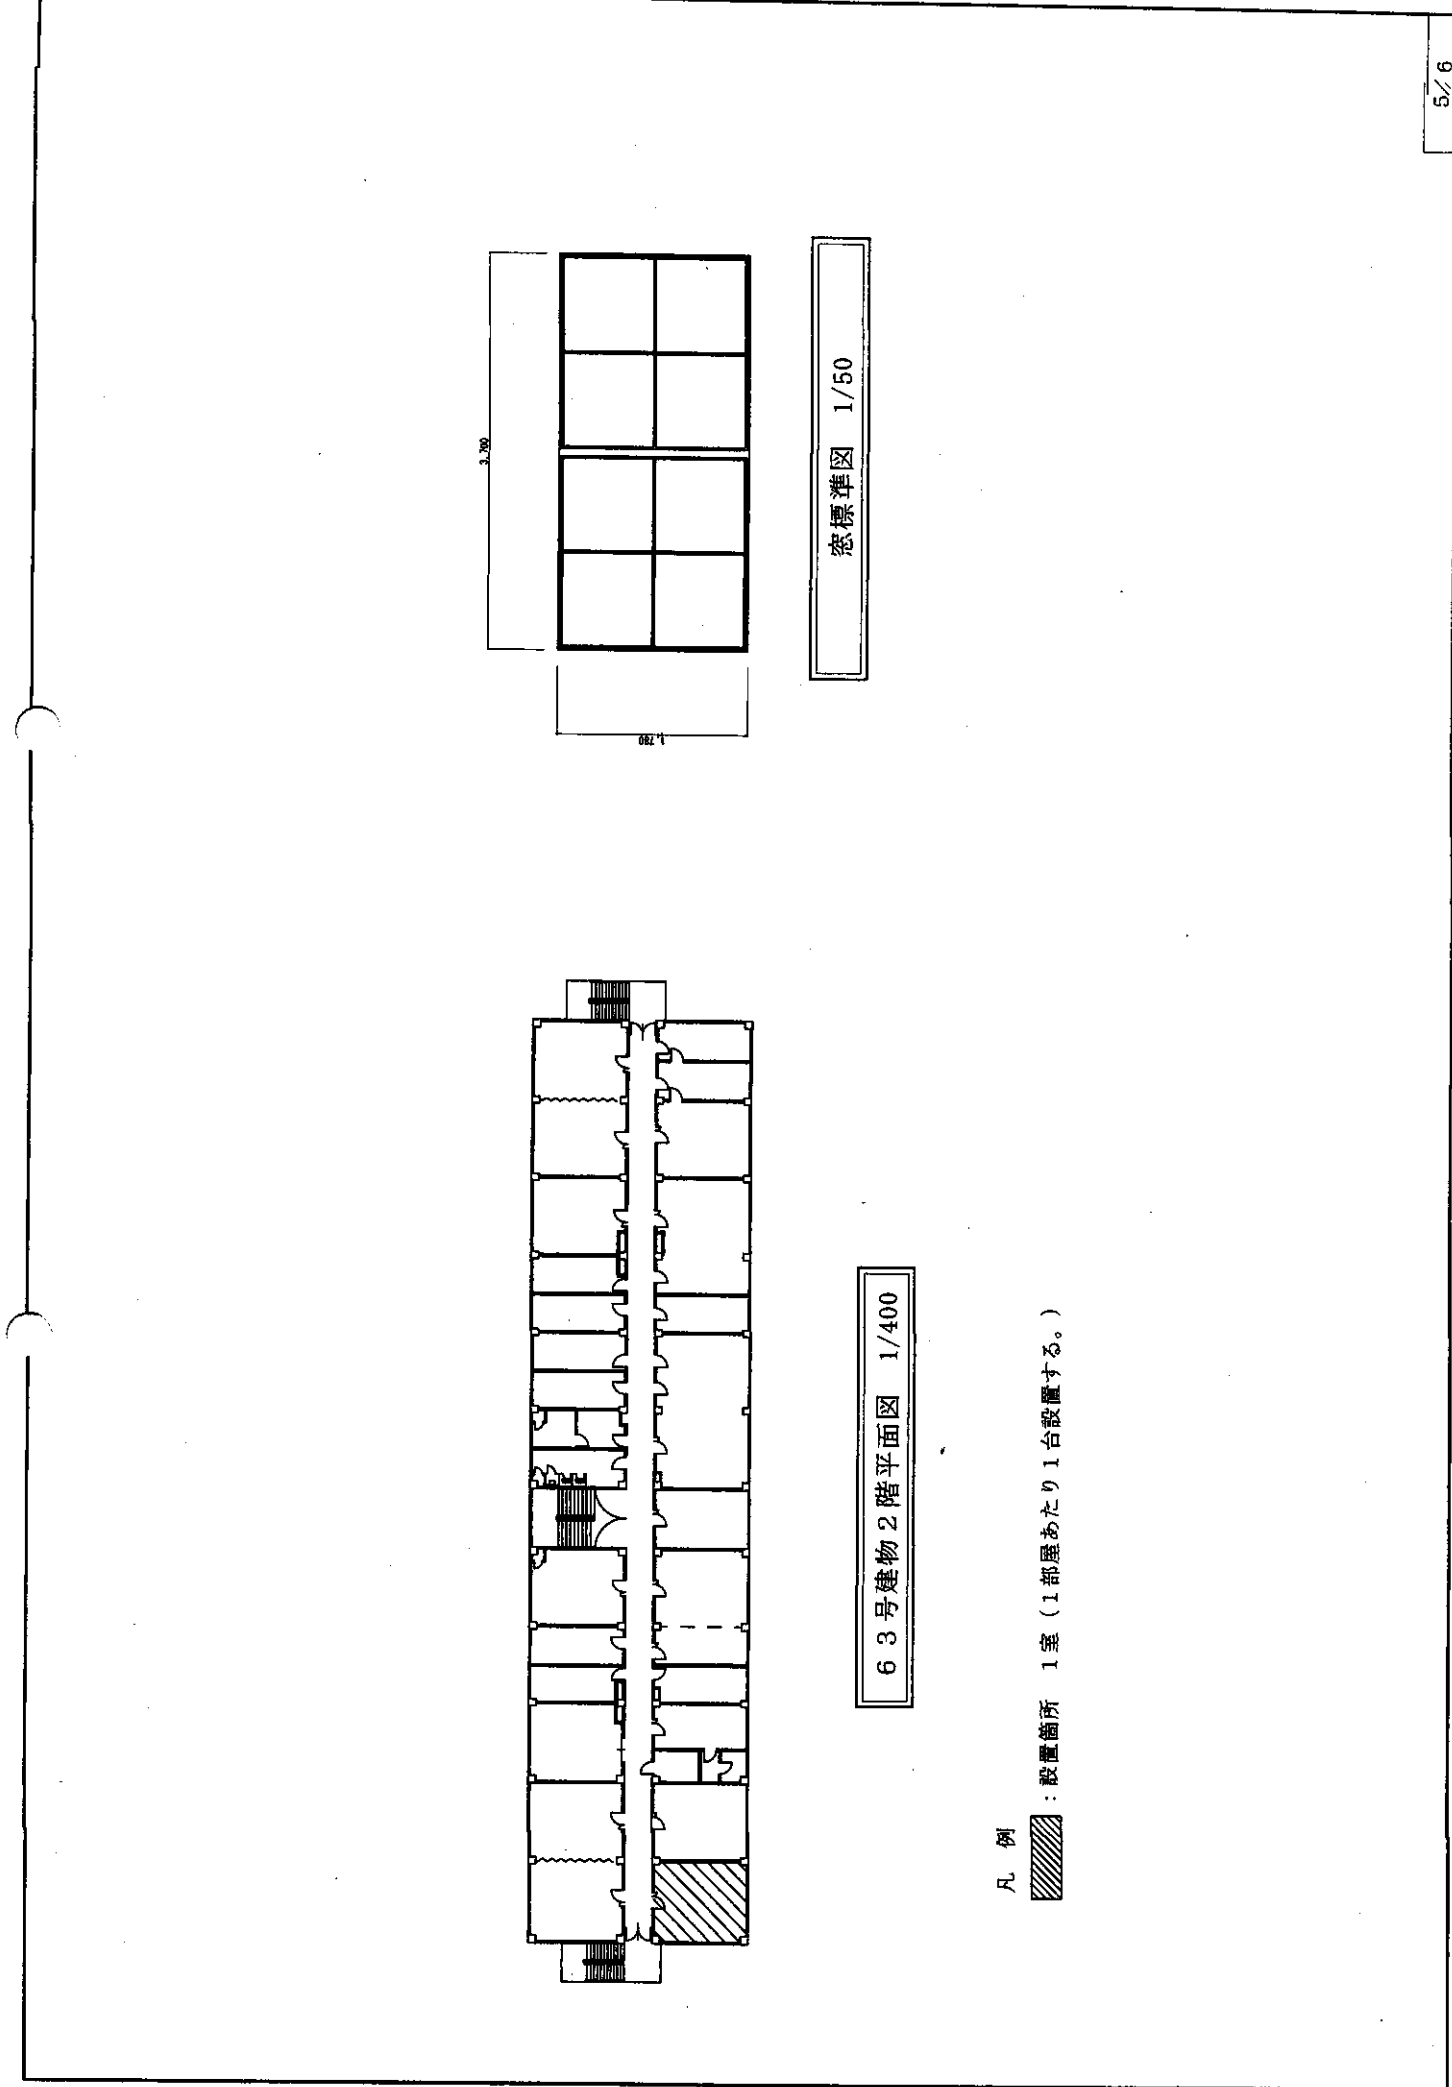 3,700
1,780
窓標準図 1/50
63号建物2階平面図 1/400
凡 例
：設置箇所 1室（1部屋あたり1台設置する。）
5/6